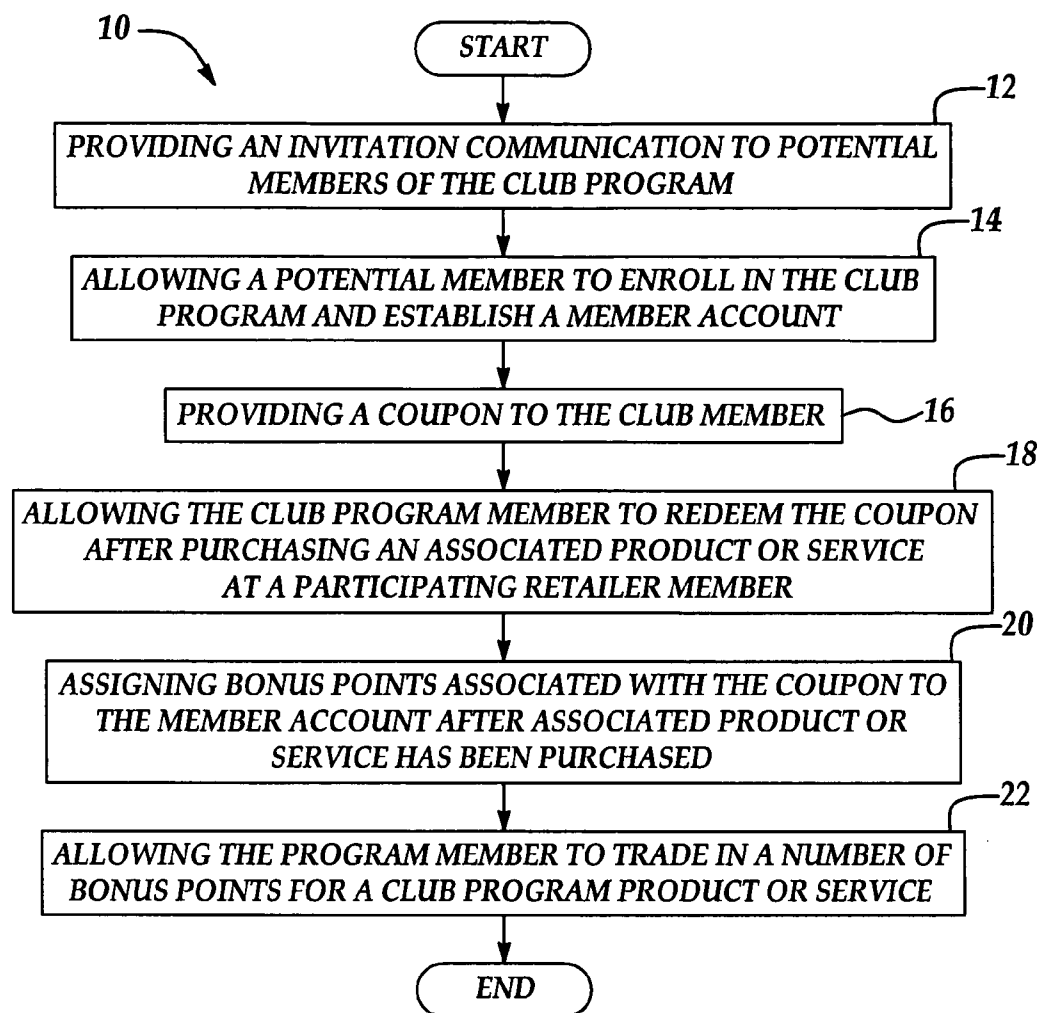 10
START
12
PROVIDING AN INVITATION COMMUNICATION TO POTENTIAL
MEMBERS OF THE CLUB PROGRAM
14
ALLOWING A POTENTIAL MEMBER TO ENROLL IN THE CLUB
PROGRAM AND ESTABLISH A MEMBER ACCOUNT
PROVIDING A COUPON TO THE CLUB MEMBER
16
18
ALLOWING THE CLUB PROGRAM MEMBER TO REDEEM THE COUPON
AFTER PURCHASING AN ASSOCIATED PRODUCT OR SERVICE
AT A PARTICIPATING RETAILER MEMBER
20
ASSIGNING BONUS POINTS ASSOCIATED WITH THE COUPON TO
THE MEMBER ACCOUNT AFTER ASSOCIATED PRODUCT OR
SERVICE HAS BEEN PURCHASED
22
ALLOWING THE PROGRAM MEMBER TO TRADE IN A NUMBER OF
BONUS POINTS FOR A CLUB PROGRAM PRODUCT OR SERVICE
END